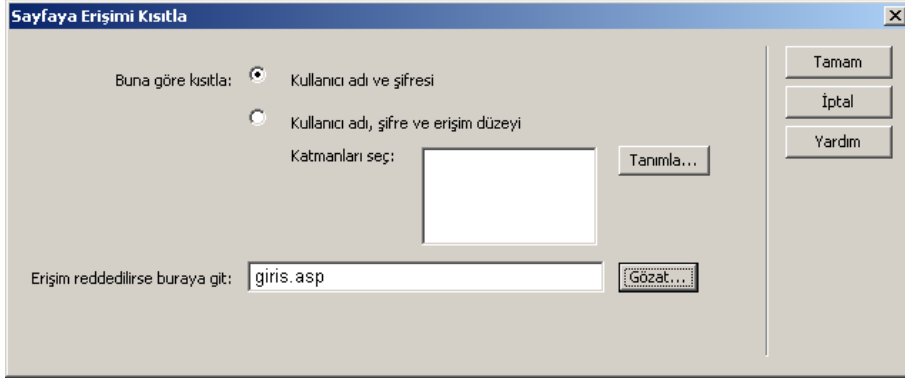 Sayfaya Erişimi Kısıtla
Buna göre kısıtla:
Kullanıcı adı ve şifresi
Kullanıcı adı, şifre ve erişim düzeyi
Katmanları seç:
Tanımla...
Erişim reddedilirse buraya git:
giris.asp
Gözat...
Tamam
İptal
Yardım